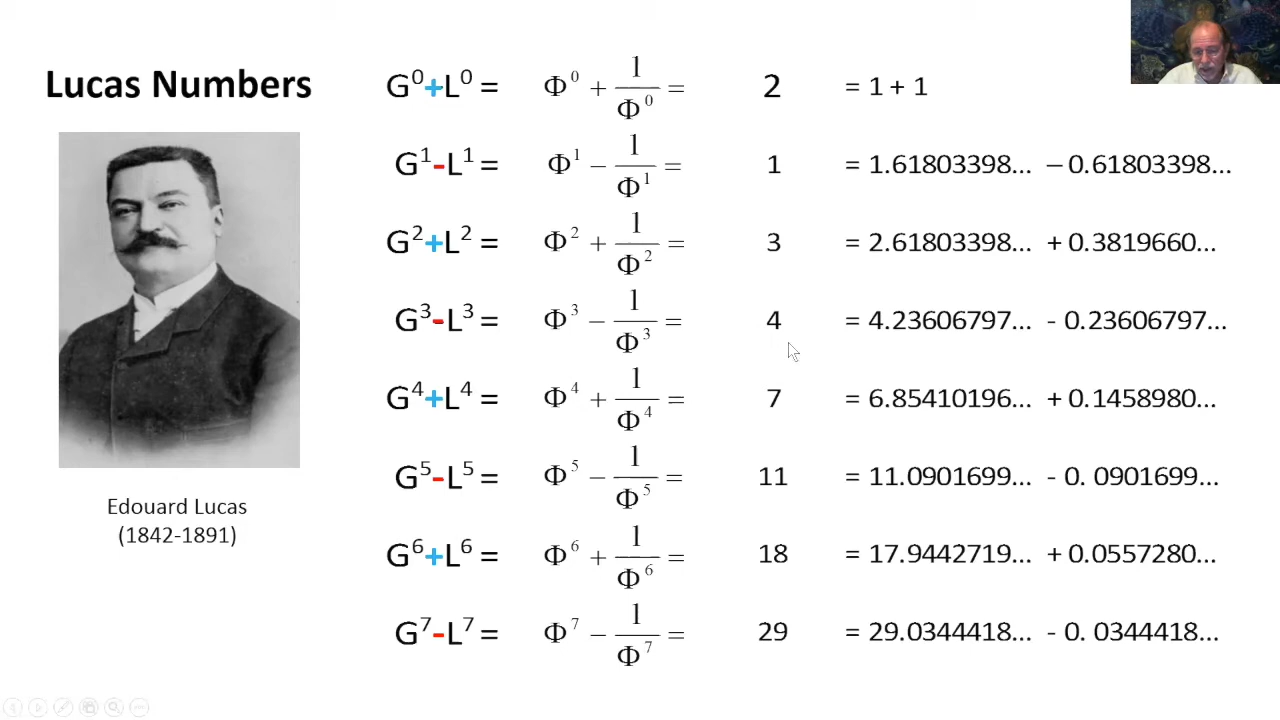 Lucas Numbers
Edouard Lucas
(1842-1891)
G⁰+L⁰ = Φ⁰ + 1/Φ⁰ = 2 = 1 + 1
G¹-L¹ = Φ¹ − 1/Φ¹ = 1 = 1.61803398... – 0.61803398...
G²+L² = Φ² + 1/Φ² = 3 = 2.61803398... + 0.3819660...
G³-L³ = Φ³ − 1/Φ³ = 4 = 4.23606797... - 0.23606797...
G⁴+L⁴ = Φ⁴ + 1/Φ⁴ = 7 = 6.85410196... + 0.1458980...
G⁵-L⁵ = Φ⁵ − 1/Φ⁵ = 11 = 11.0901699... - 0. 0901699...
G⁶+L⁶ = Φ⁶ + 1/Φ⁶ = 18 = 17.9442719... + 0.0557280...
G⁷-L⁷ = Φ⁷ − 1/Φ⁷ = 29 = 29.0344418... - 0. 0344418...